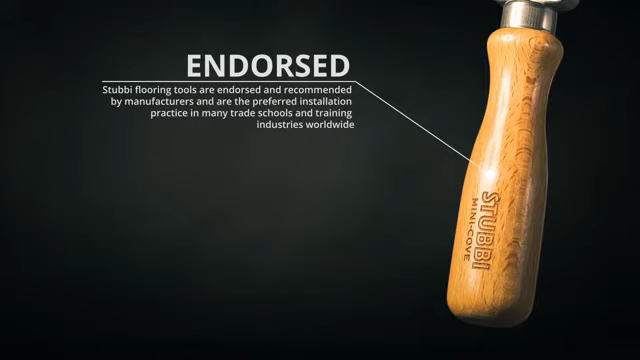 ENDORSED
Stubbi flooring tools are endorsed and recommended
by manufacturers and are the preferred installation
practice in many trade schools and training
industries worldwide
STUBBI
MINI-COVE